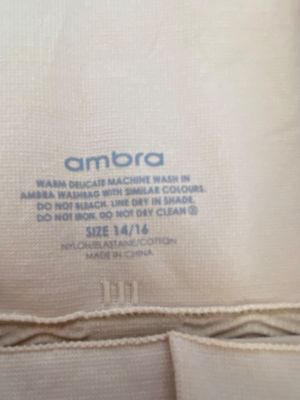 ambra
WARM DELICATE MACHINE WASH IN
AMBRA WASHBAG WITH SIMILAR COLOURS.
DO NOT BLEACH. LINE DRY IN SHADE.
DO NOT IRON. DO NOT DRY CLEAN
SIZE 14/16
NYLON/ELASTANE/COTTON
MADE IN CHINA